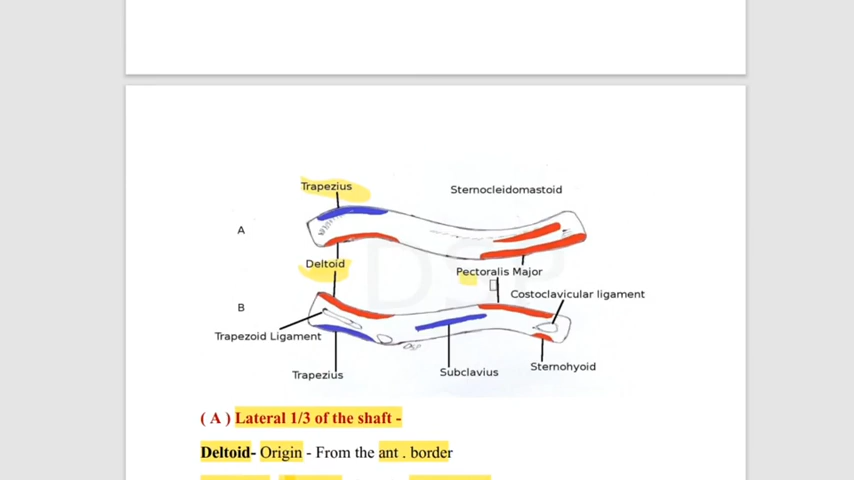 Trapezius
Sternocleidomastoid
A
Deltoid
Pectoralis Major
B
Costoclavicular ligament
Trapezoid Ligament
Trapezius
Subclavius
Sternohyoid
( A ) Lateral 1/3 of the shaft -
Deltoid- Origin - From the ant . border